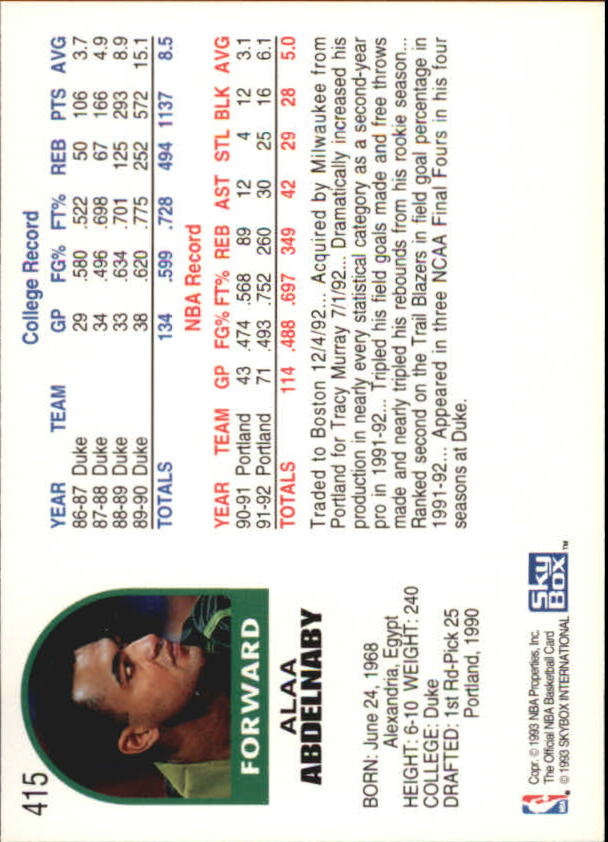 415
FORWARD
ALAA
ABDELNABY
BORN: June 24, 1968
Alexandria, Egypt
HEIGHT: 6-10 WEIGHT: 240
COLLEGE: Duke
DRAFTED: 1st Rd-Pick 25
Portland, 1990
College Record
YEAR TEAM GP FG% FT% REB PTS AVG
86-87 Duke 29 .580 .522 50 106 3.7
87-88 Duke 34 .496 .698 67 166 4.9
88-89 Duke 33 .634 .701 125 293 8.9
89-90 Duke 38 .620 .775 252 572 15.1
TOTALS 134 .599 .728 494 1137 8.5
NBA Record
YEAR TEAM GP FG% FT% REB AST STL BLK AVG
90-91 Portland 43 .474 .568 89 12 4 12 3.1
91-92 Portland 71 .493 .752 260 30 25 16 6.1
TOTALS 114 .488 .697 349 42 29 28 5.0
Traded to Boston 12/4/92... Acquired by Milwaukee from
Portland for Tracy Murray 7/1/92... Dramatically increased his
production in nearly every statistical category as a second-year
pro in 1991-92... Tripled his field goals made and free throws
made and nearly tripled his rebounds from his rookie season...
Ranked second on the Trail Blazers in field goal percentage in
1991-92... Appeared in three NCAA Final Fours in his four
seasons at Duke.
NBA
Copr. © 1993 NBA Properties, Inc.
The Official NBA Basketball Card
© 1993 SKYBOX INTERNATIONAL
SKY
BOX™